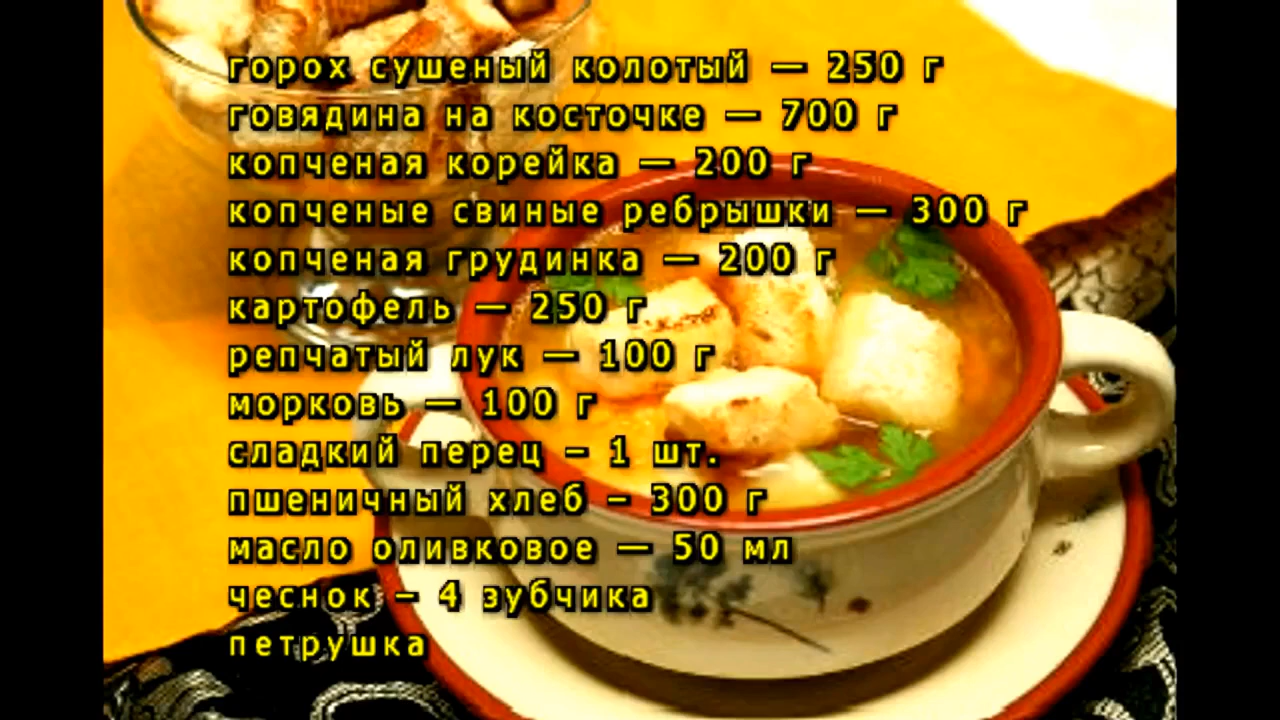 горох сушеный колотый — 250 г
говядина на косточке — 700 г
копченая корейка — 200 г
копченые свиные ребрышки — 300 г
копченая грудинка — 200 г
картофель — 250 г
репчатый лук — 100 г
морковь — 100 г
сладкий перец – 1 шт.
пшеничный хлеб – 300 г
масло оливковое — 50 мл
чеснок – 4 зубчика
петрушка